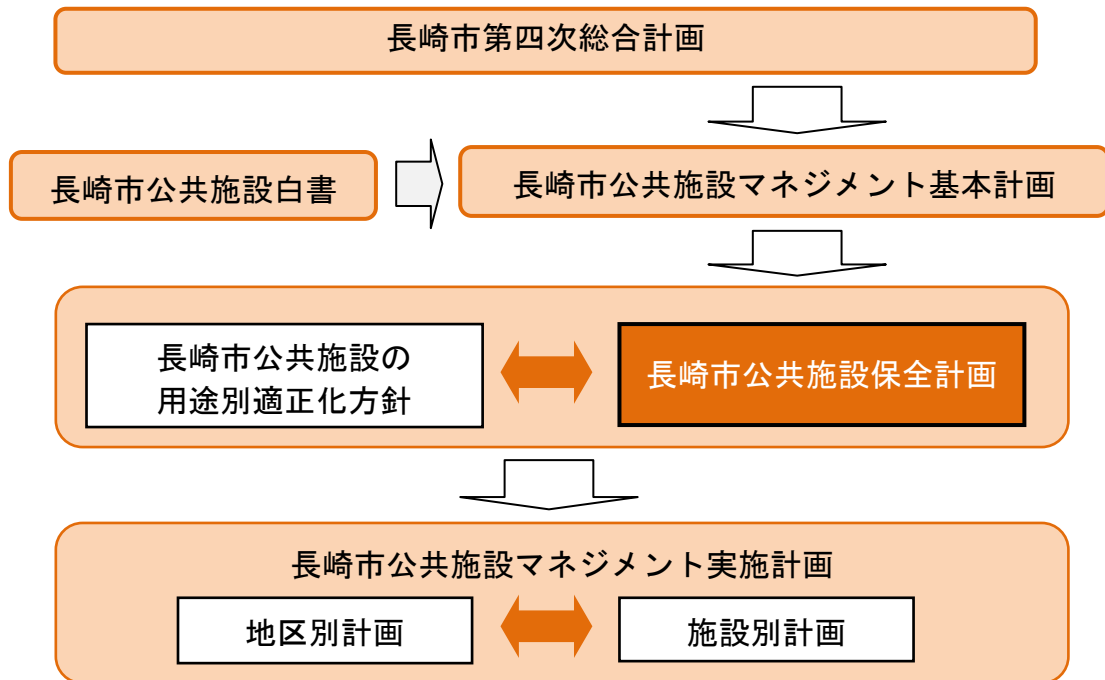 長崎市第四次総合計画
長崎市公共施設白書
長崎市公共施設マネジメント基本計画
長崎市公共施設の
用途別適正化方針
長崎市公共施設保全計画
長崎市公共施設マネジメント実施計画
地区別計画
施設別計画